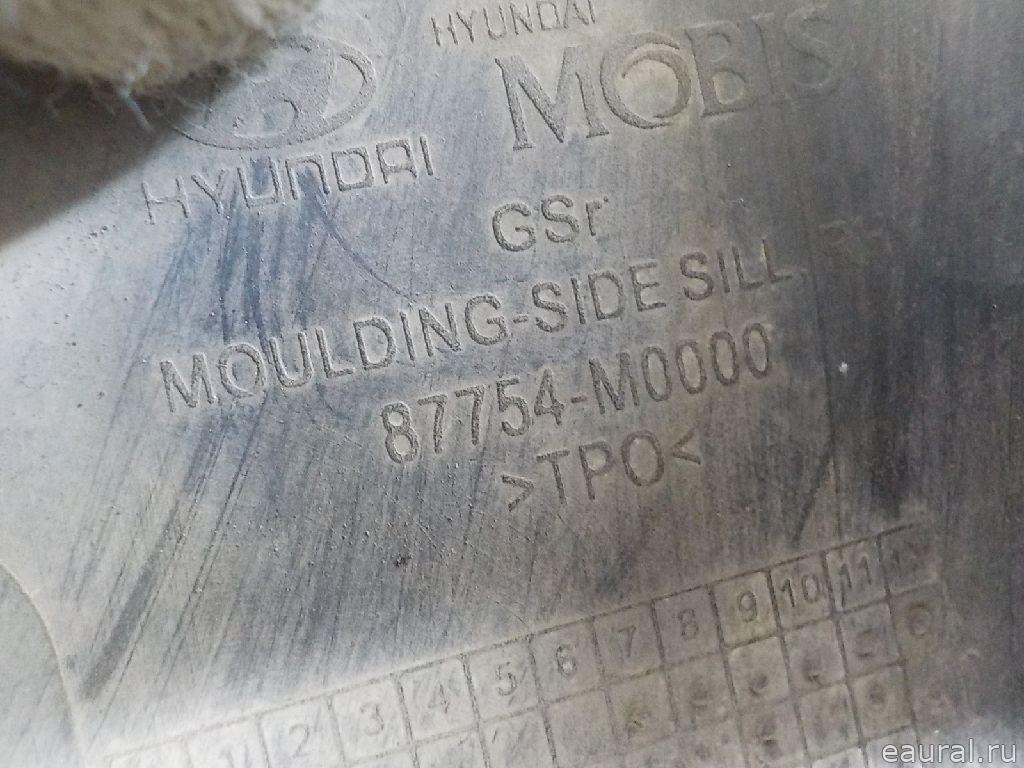 HYUNDAI
MOBIS
HYUNDAI
GSr
MOULDING-SIDE SILL
87754-M0000
>TPO<
1 2 3 4 5 6 7 8 9 10 11
eaural.ru